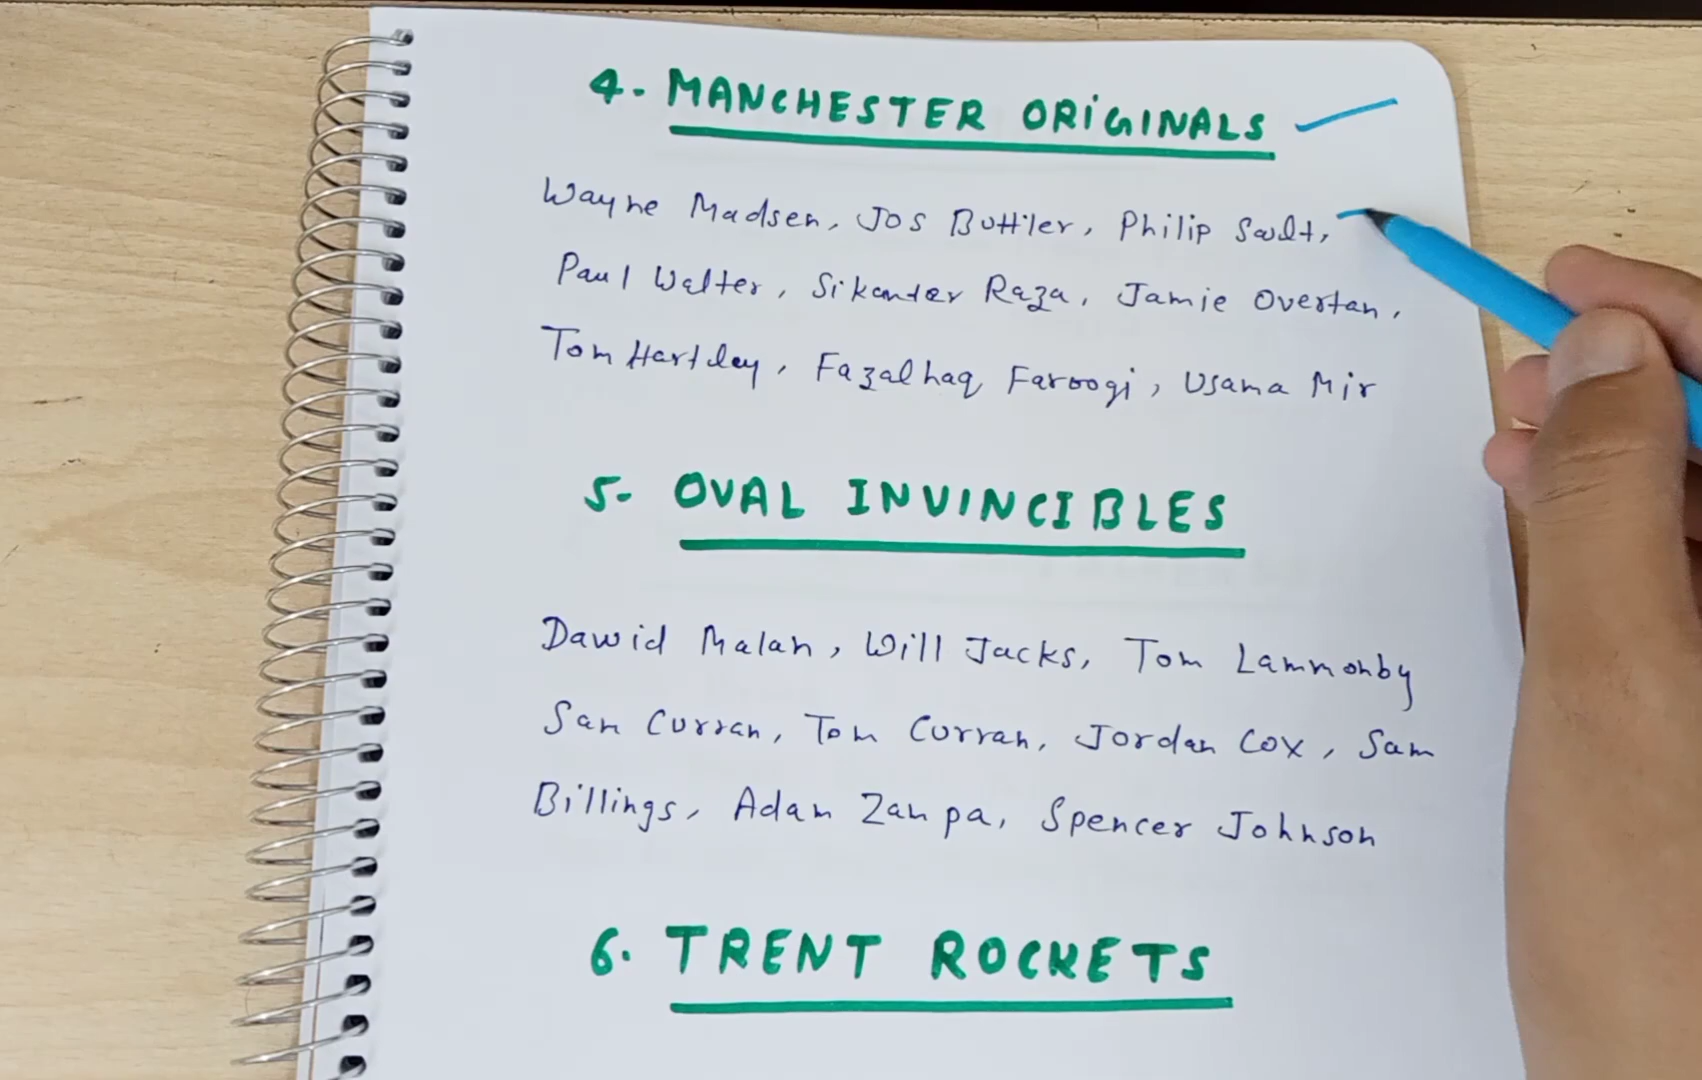 4. MANCHESTER ORIGINALS
Wayne Madsen, Jos Buttler, Philip Saolt,
Paul Walter, Sikander Raza, Jamie Overtan,
Tom Hartley, Fazalhaq Faroogi, Usama Mir
5. OVAL INVINCIBLES
Dawid Malan, Will Jacks, Tom Lammonby
Sam Curran, Tom Curran, Jordan Cox, Sam
Billings, Adam Zampa, Spencer Johnson
6. TRENT ROCKETS